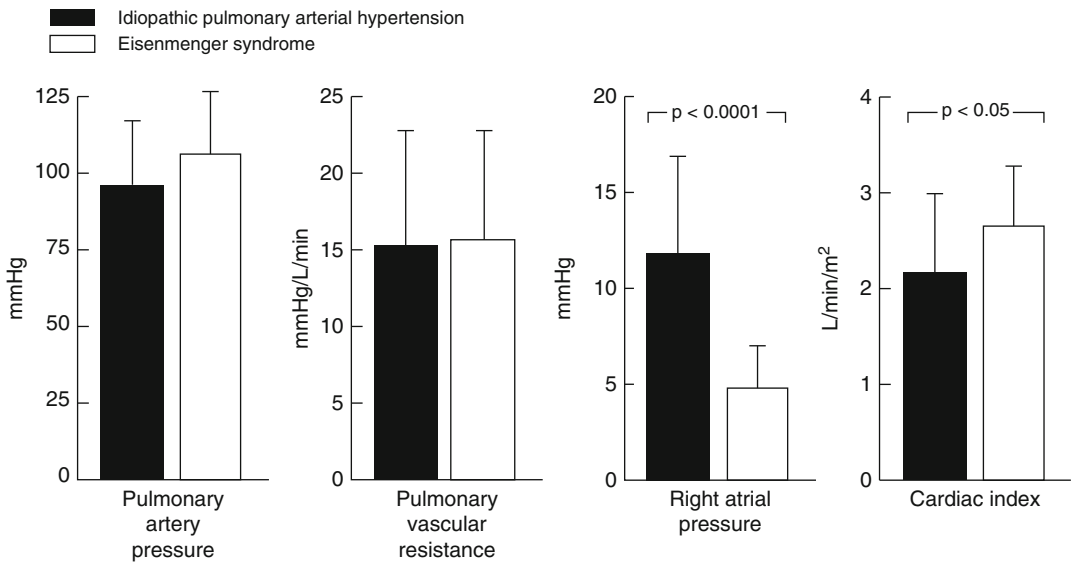 Idiopathic pulmonary arterial hypertension
Eisenmenger syndrome
125
100
75
50
25
0
mmHg
Pulmonary
artery
pressure
25
20
15
10
5
0
mmHg/L/min
Pulmonary
vascular
resistance
20
15
10
5
0
mmHg
p < 0.0001
Right atrial
pressure
4
3
2
1
0
L/min/m²
p < 0.05
Cardiac index